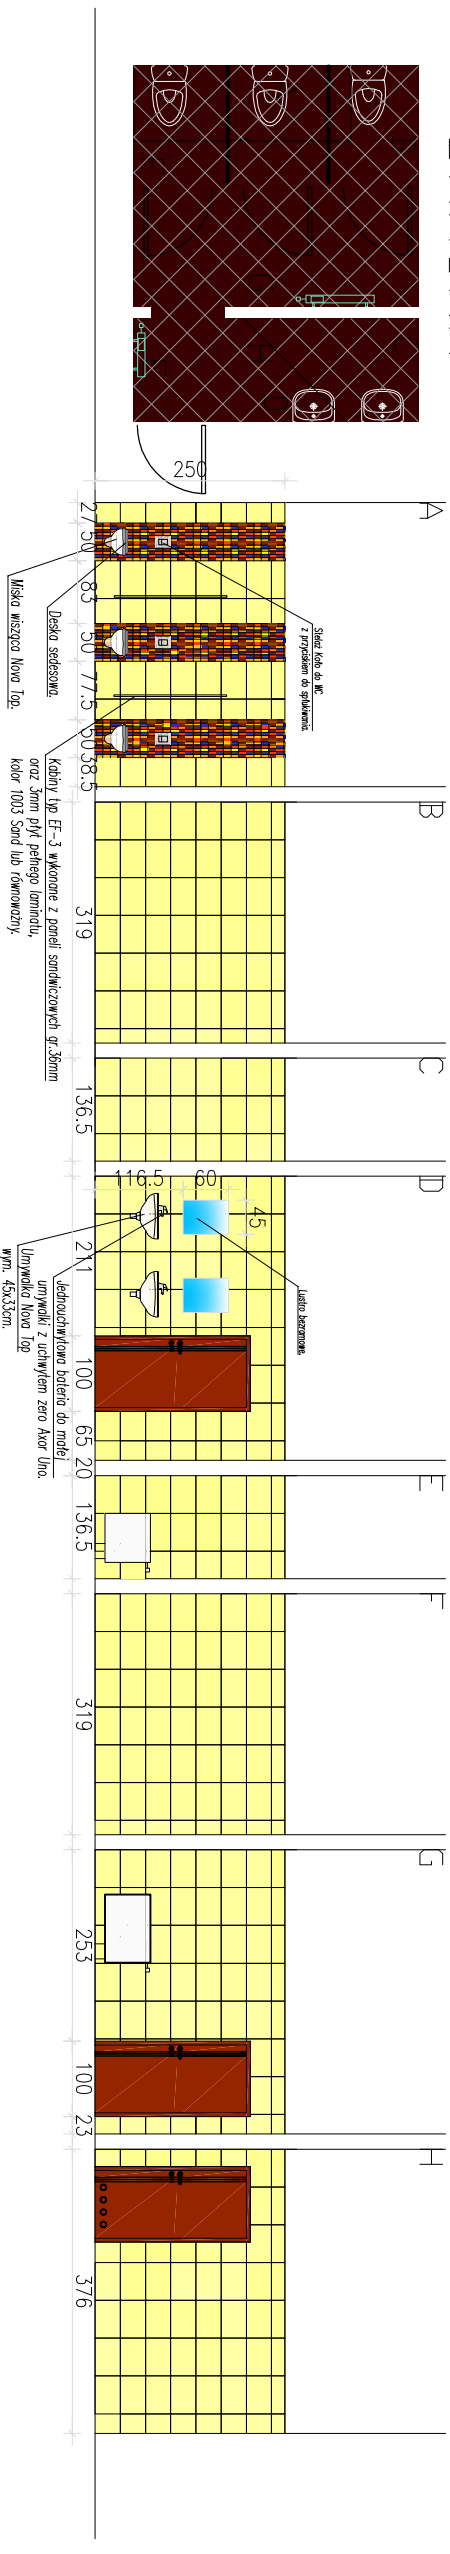 250
A
B
C
D
E
F
G
H
27
50
83
50
77.5
50
38.5
319
136.5
211
100
65
20
136.5
319
253
100
23
376
116.5
60
45
Stelaż Koło do WC
z przyciskiem do spłukiwania.
Deska sedesowa.
Miska wisząca Nova Top.
Kabiny typ EF-3 wykonane z paneli sandwiczowych gr.36mm
oraz 3mm płyt pełnego laminatu,
kolor 1003 Sand lub równoważny.
Lustro bezramowe.
Jednouchwytowa bateria do małej
umywalki z uchwytem zero Axor Uno.
Umywalka Nova Top
wym. 45x33cm.